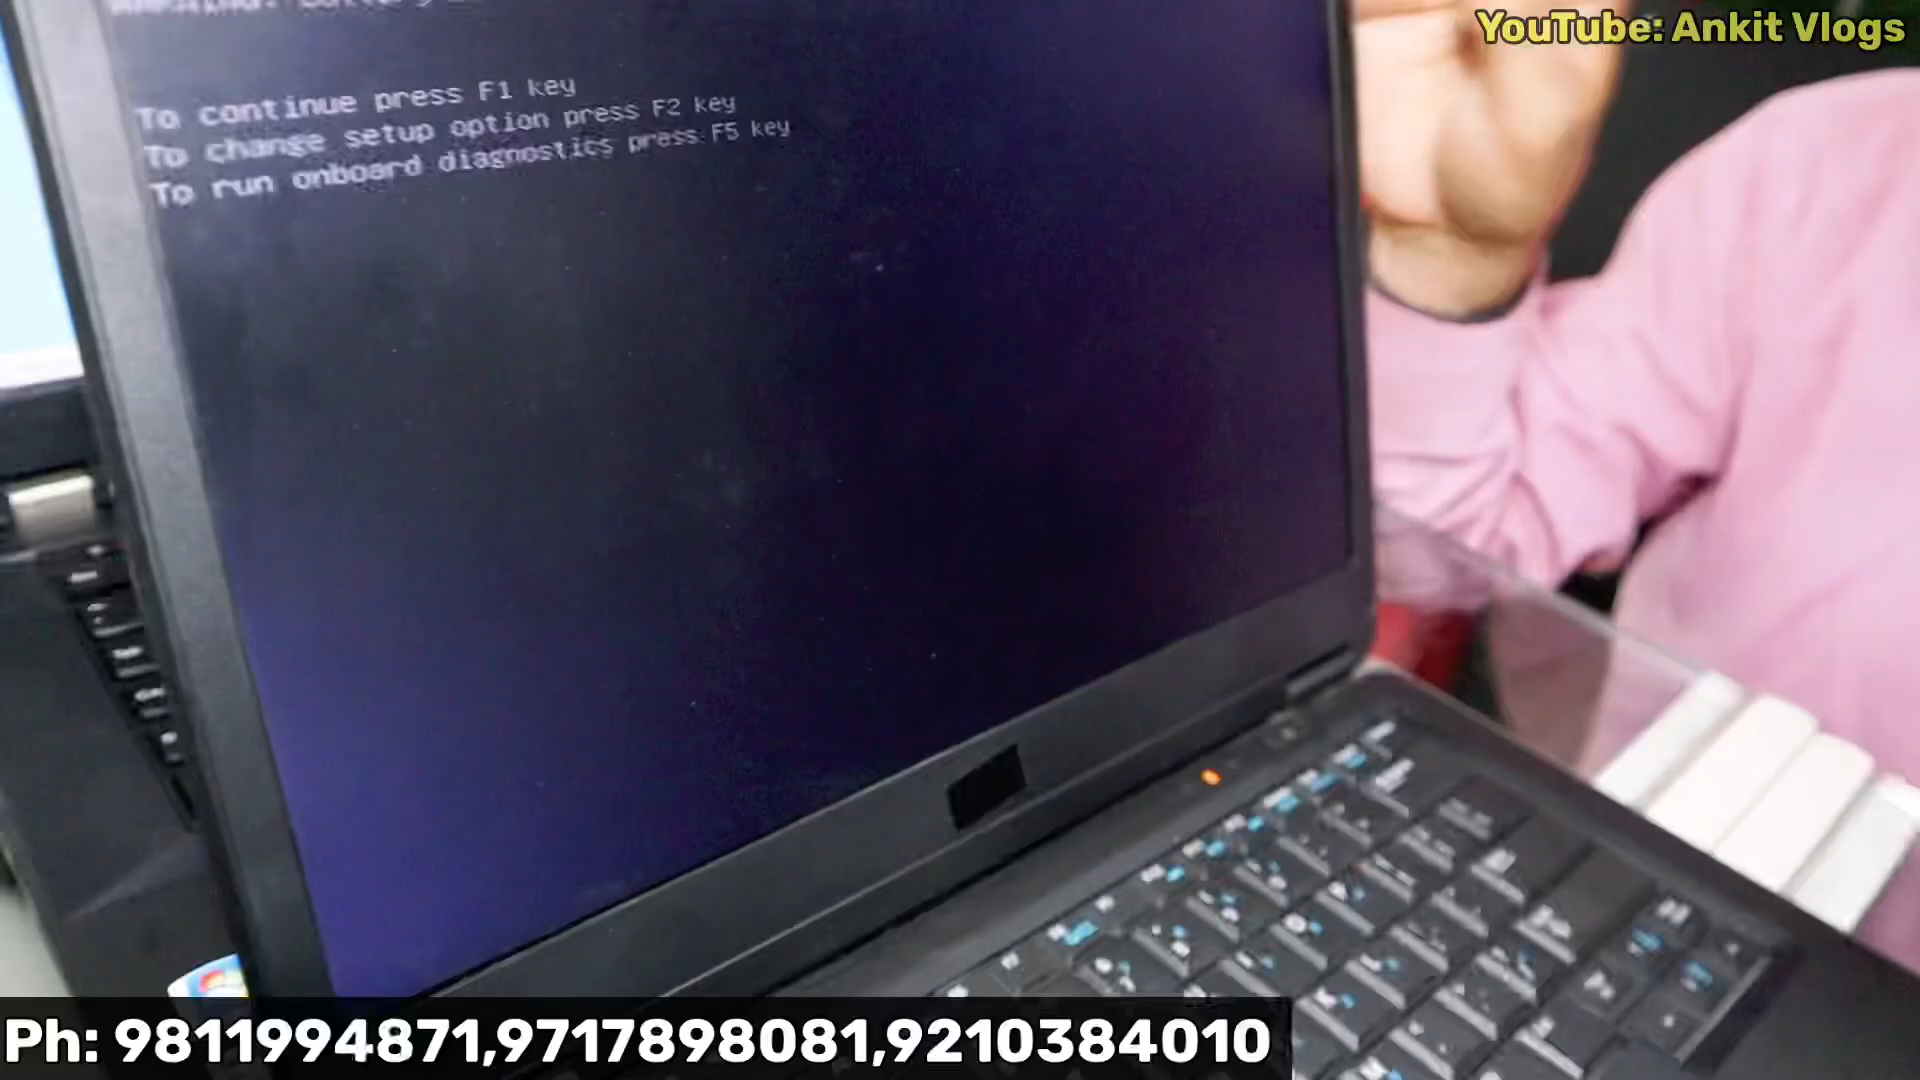 YouTube: Ankit Vlogs
To continue press F1 key
To change setup option press F2 key
To run onboard diagnostics press F5 key
Ph: 9811994871,9717898081,9210384010